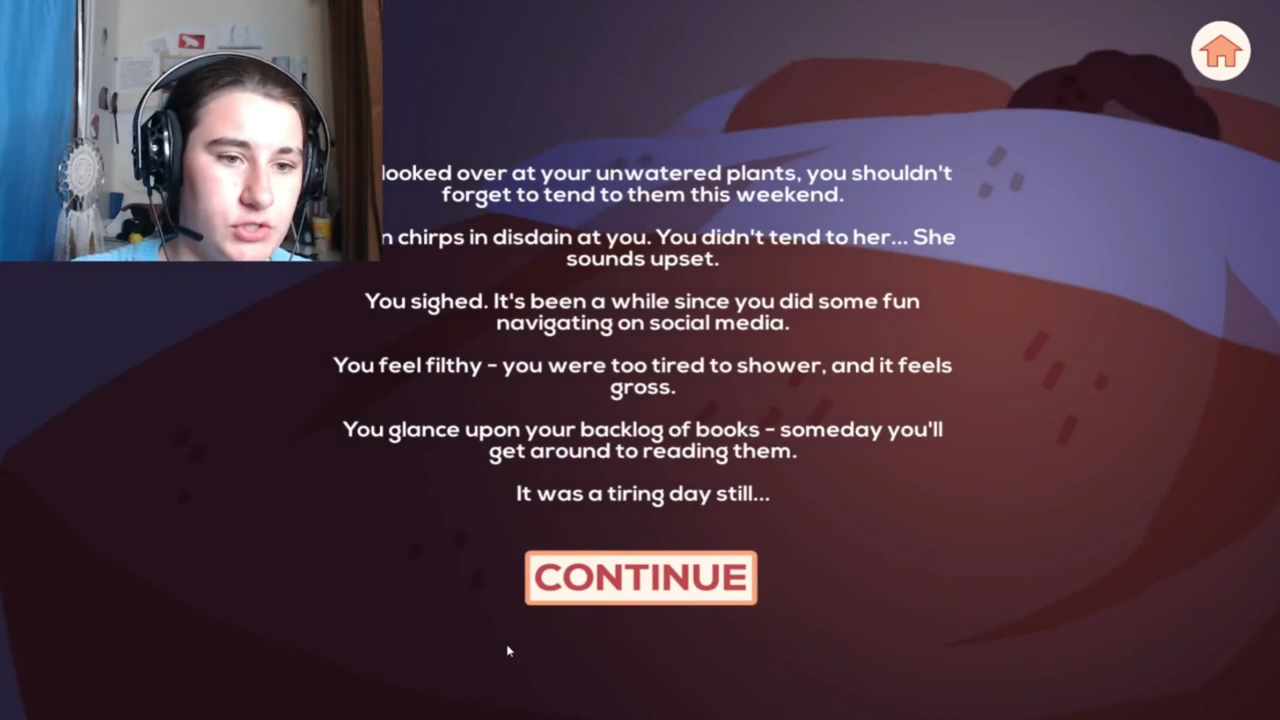 looked over at your unwatered plants, you shouldn't
forget to tend to them this weekend.
chirps in disdain at you. You didn't tend to her... She
sounds upset.
You sighed. It's been a while since you did some fun
navigating on social media.
You feel filthy - you were too tired to shower, and it feels
gross.
You glance upon your backlog of books - someday you'll
get around to reading them.
It was a tiring day still...
CONTINUE